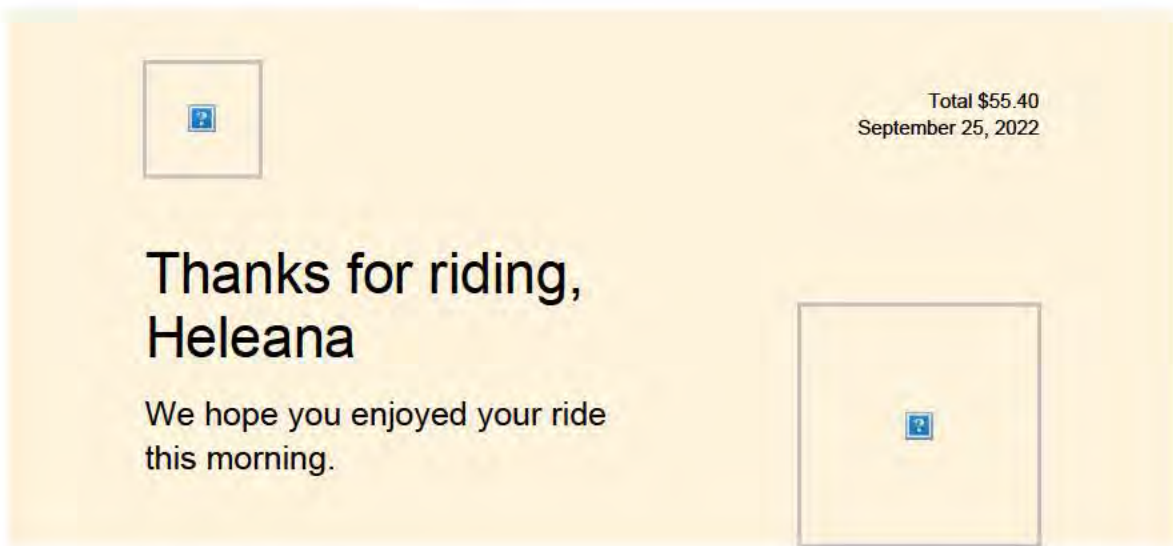 Total $55.40
September 25, 2022
Thanks for riding,
Heleana
We hope you enjoyed your ride
this morning.